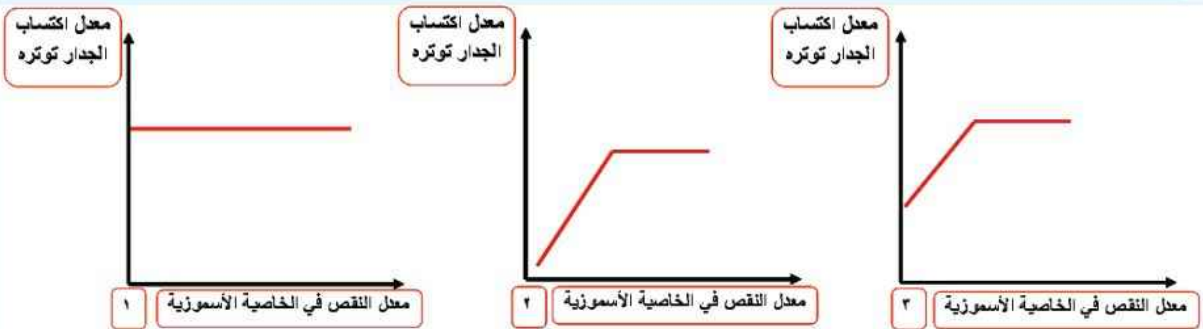 معدل اكتساب
الجدار توتره
معدل اكتساب
الجدار توتره
معدل اكتساب
الجدار توتره
معدل النقص في الخاصية الأسموزية
٣
معدل النقص في الخاصية الأسموزية
٢
معدل النقص في الخاصية الأسموزية
١